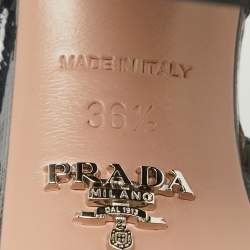 MADE IN ITALY
36½
PRADA
MILANO
DAL 1913